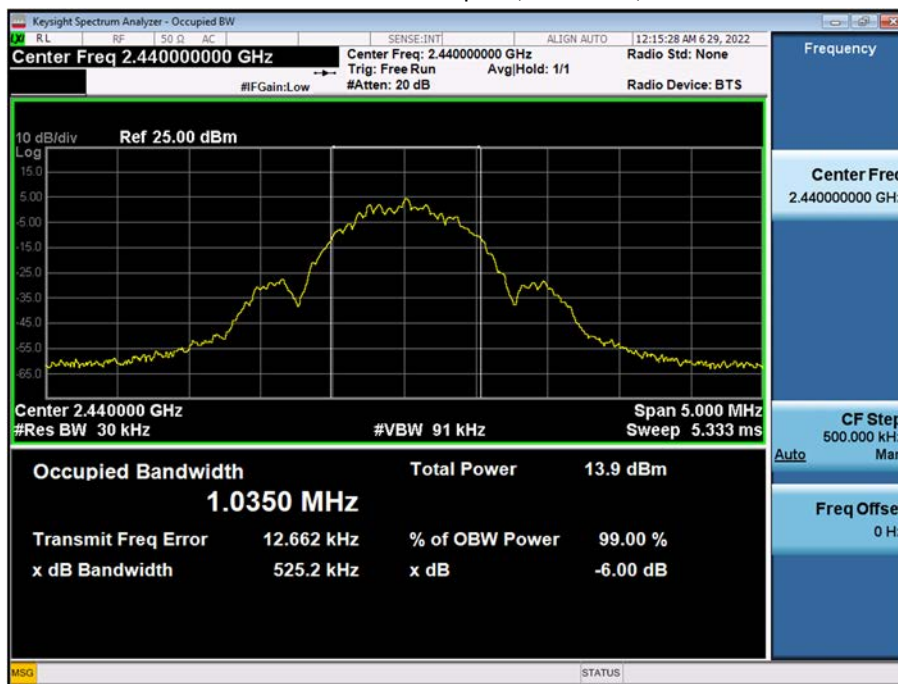 Keysight Spectrum Analyzer - Occupied BW
LXI RL RF 50 Ω AC SENSE:INT ALIGN AUTO 12:15:28 AM 6 29, 2022
Center Freq 2.440000000 GHz
Center Freq: 2.440000000 GHz
Radio Std: None
Trig: Free Run Avg|Hold: 1/1
#IFGain:Low
#Atten: 20 dB
Radio Device: BTS
10 dB/div Ref 25.00 dBm
Log
15.0
5.00
-5.00
-15.0
-25.0
-35.0
-45.0
-55.0
-65.0
Center 2.440000 GHz Span 5.000 MHz
#Res BW 30 kHz #VBW 91 kHz Sweep 5.333 ms
Occupied Bandwidth Total Power 13.9 dBm
1.0350 MHz
Transmit Freq Error 12.662 kHz % of OBW Power 99.00 %
x dB Bandwidth 525.2 kHz x dB -6.00 dB
MSG STATUS
Frequency
Center Freq
2.440000000 GH
CF Step
500.000 kH
Auto Ma
Freq Offse
0 H